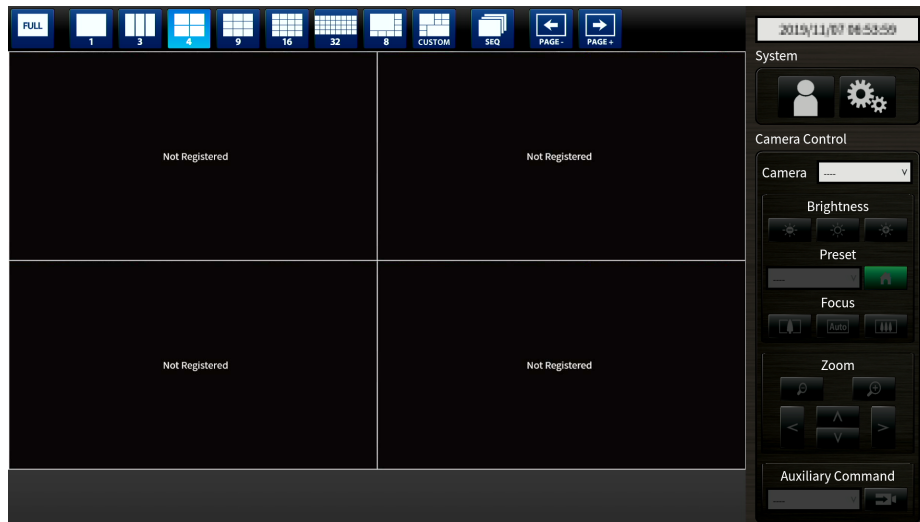 FULL
1
3
4
9
16
32
8
CUSTOM
SEQ
PAGE -
PAGE +
2019/11/07 06:53:59
System
Camera Control
Camera ---- v
Brightness
Preset
---- v
Focus
Auto
Zoom
< ^ >
v
Auxiliary Command
---- v
Not Registered
Not Registered
Not Registered
Not Registered